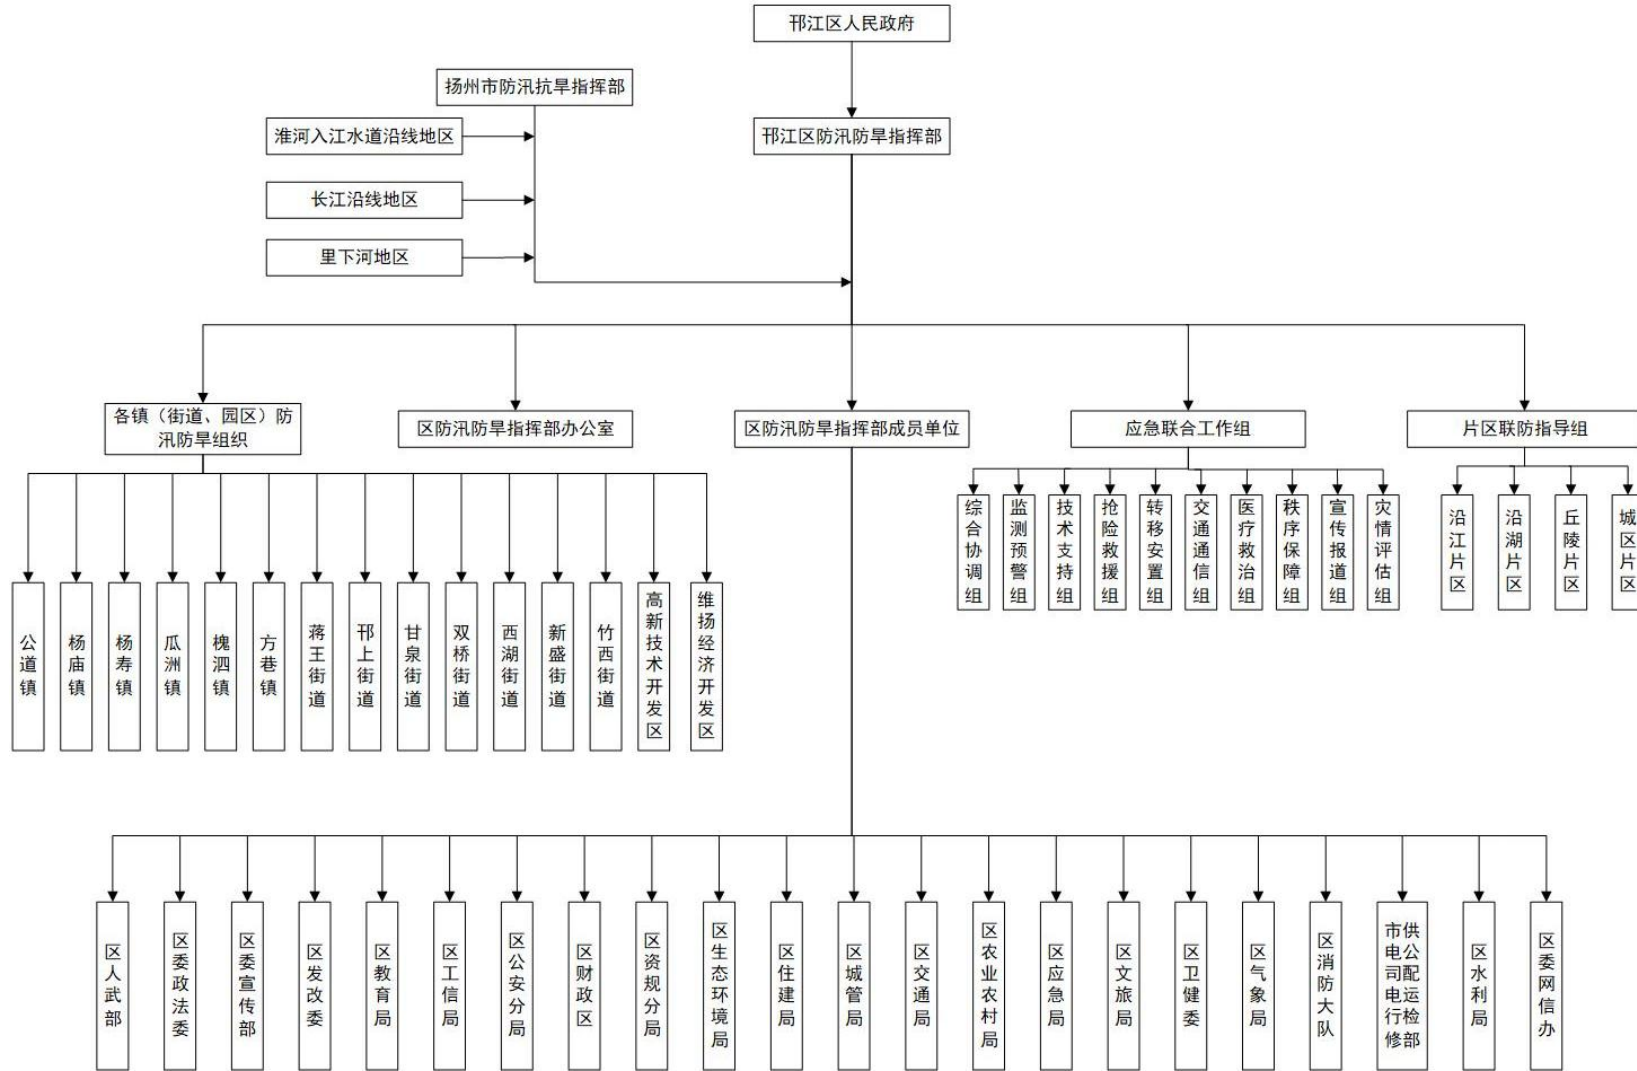 邗江区人民政府
扬州市防汛抗旱指挥部
淮河入江水道沿线地区
邗江区防汛防旱指挥部
长江沿线地区
里下河地区
各镇（街道、园区）防
汛防旱组织
区防汛防旱指挥部办公室
区防汛防旱指挥部成员单位
应急联合工作组
片区联防指导组
综合协调组
监测预警组
技术支持组
抢险救援组
转移安置组
交通通信组
医疗救治组
秩序保障组
宣传报道组
灾情评估组
沿江片区
沿湖片区
丘陵片区
城区片区
公道镇
杨庙镇
杨寿镇
瓜洲镇
槐泗镇
方巷镇
蒋王街道
邗上街道
甘泉街道
双桥街道
西湖街道
新盛街道
竹西街道
高新技术开发区
维扬经济开发区
区人武部
区委政法委
区委宣传部
区发改委
区教育局
区工信局
区公安分局
区财政区
区资规分局
区生态环境局
区住建局
区城管局
区交通局
区农业农村局
区应急局
区文旅局
区卫健委
区气象局
区消防大队
市供
电公
司配
电运
行检
修部
区水利局
区委网信办